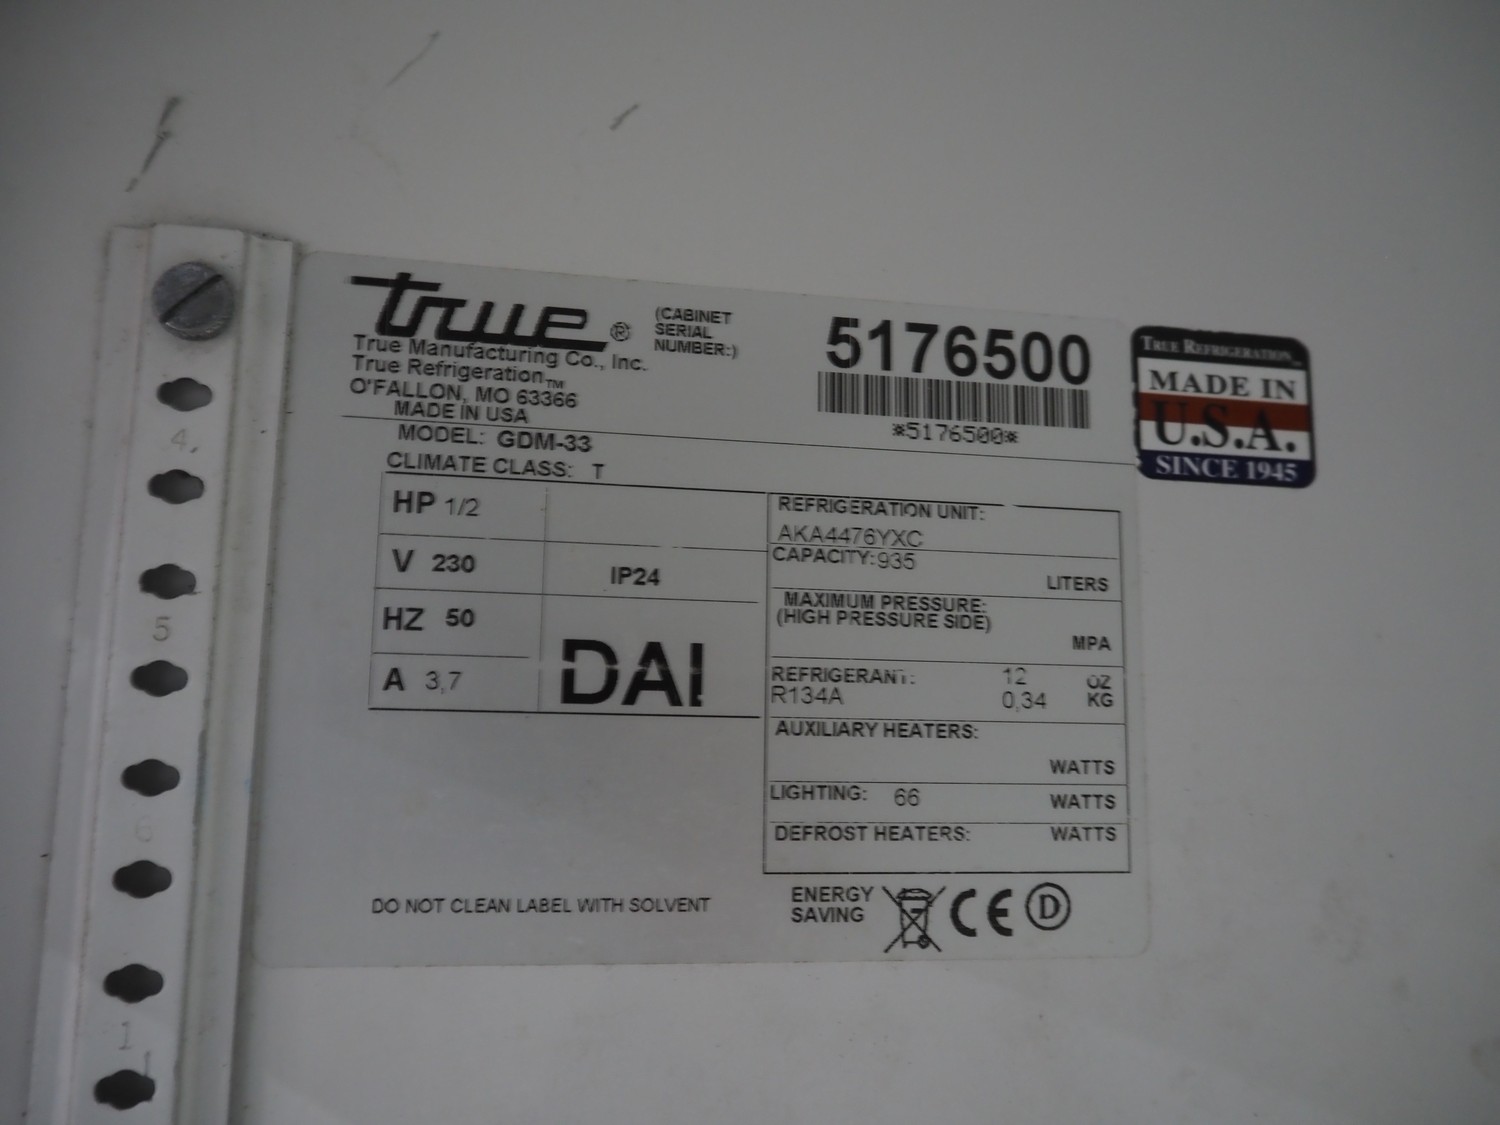 true®
(CABINET
SERIAL
NUMBER:)
5176500
*5176500*
True Manufacturing Co., Inc.
True Refrigeration™
O'FALLON, MO 63366
MADE IN USA
TRUE REFRIGERATION™
MADE IN
U.S.A.
SINCE 1945
MODEL: GDM-33
CLIMATE CLASS: T
HP 1/2
V 230
IP24
HZ 50
A 3,7
DAI
REFRIGERATION UNIT:
AKA4476YXC
CAPACITY: 935
LITERS
MAXIMUM PRESSURE:
(HIGH PRESSURE SIDE)
MPA
REFRIGERANT: 12 OZ
R134A 0,34 KG
AUXILIARY HEATERS:
WATTS
LIGHTING: 66 WATTS
DEFROST HEATERS: WATTS
DO NOT CLEAN LABEL WITH SOLVENT
ENERGY
SAVING
CE
D
4
5
6
1